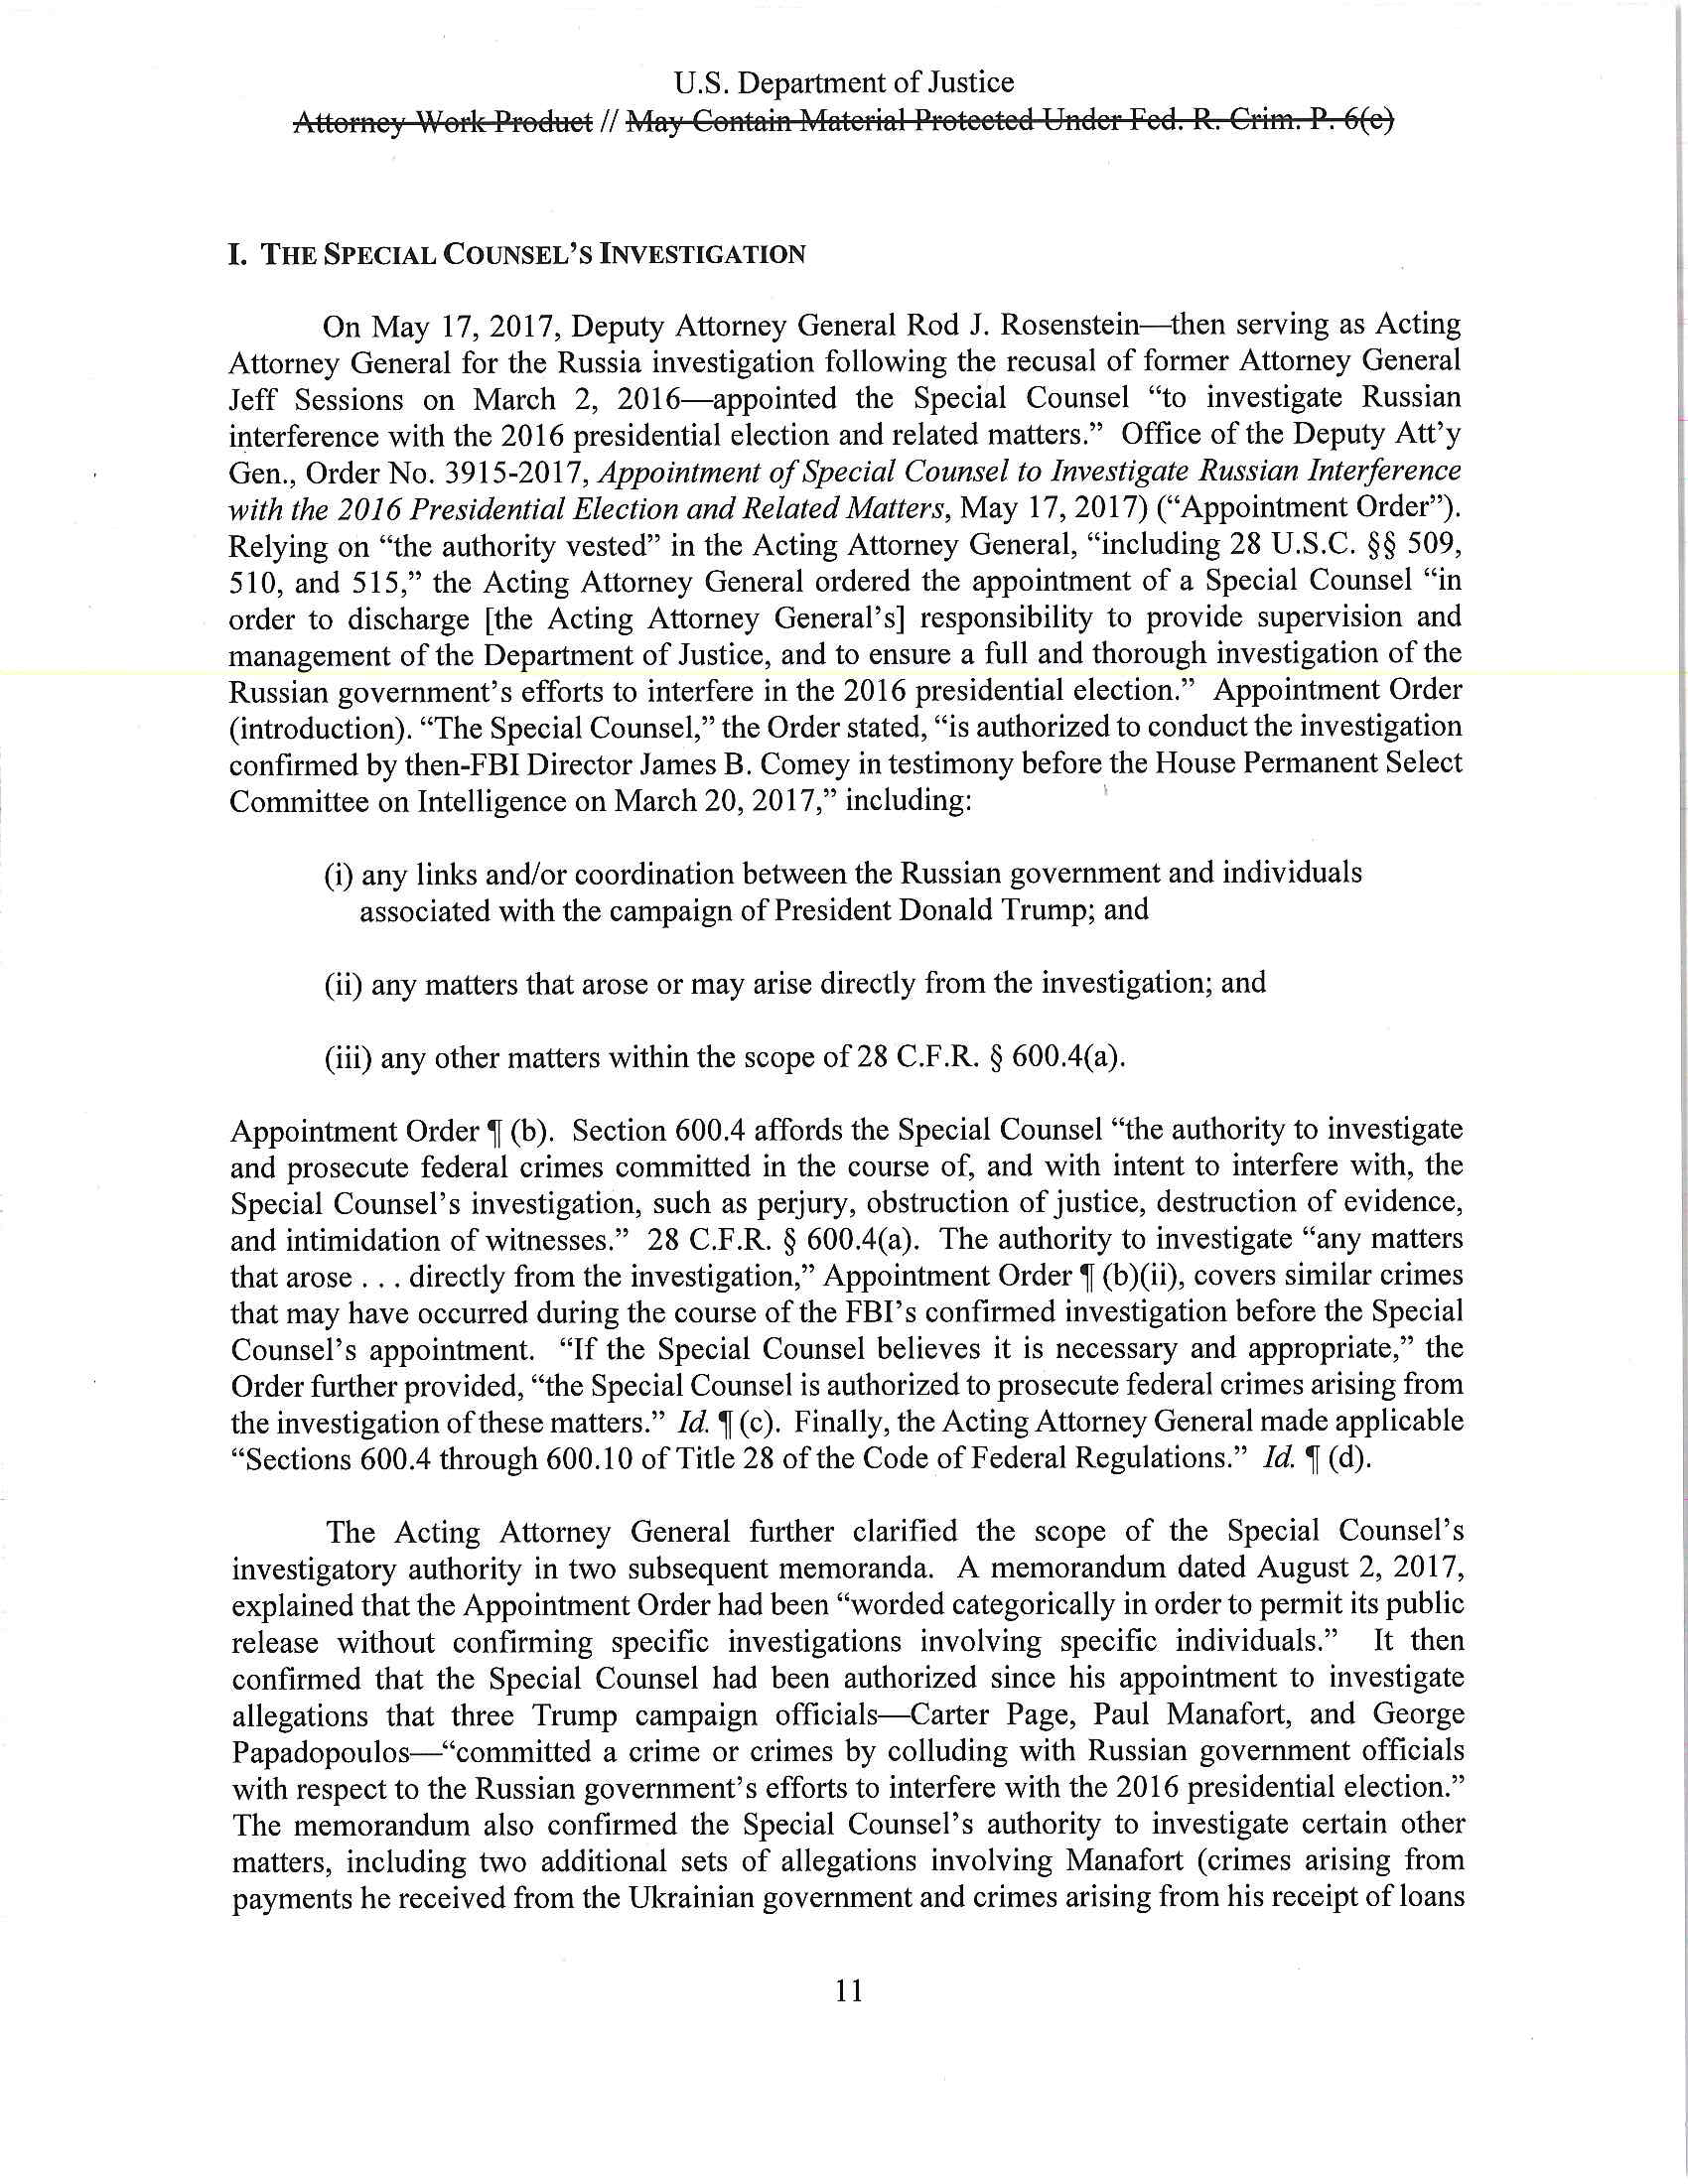 U.S. Department of Justice
Attorney Work Product // May Contain Material Protected Under Fed. R. Crim. P. 6(e)
I. THE SPECIAL COUNSEL'S INVESTIGATION
On May 17, 2017, Deputy Attorney General Rod J. Rosenstein—then serving as Acting
Attorney General for the Russia investigation following the recusal of former Attorney General
Jeff Sessions on March 2, 2016—appointed the Special Counsel “to investigate Russian
interference with the 2016 presidential election and related matters.” Office of the Deputy Att’y
Gen., Order No. 3915-2017, Appointment of Special Counsel to Investigate Russian Interference
with the 2016 Presidential Election and Related Matters, May 17, 2017) (“Appointment Order”).
Relying on “the authority vested” in the Acting Attorney General, “including 28 U.S.C. §§ 509,
510, and 515,” the Acting Attorney General ordered the appointment of a Special Counsel “in
order to discharge [the Acting Attorney General’s] responsibility to provide supervision and
management of the Department of Justice, and to ensure a full and thorough investigation of the
Russian government’s efforts to interfere in the 2016 presidential election.” Appointment Order
(introduction). “The Special Counsel,” the Order stated, “is authorized to conduct the investigation
confirmed by then-FBI Director James B. Comey in testimony before the House Permanent Select
Committee on Intelligence on March 20, 2017,” including:
(i) any links and/or coordination between the Russian government and individuals
associated with the campaign of President Donald Trump; and
(ii) any matters that arose or may arise directly from the investigation; and
(iii) any other matters within the scope of 28 C.F.R. § 600.4(a).
Appointment Order ¶ (b). Section 600.4 affords the Special Counsel “the authority to investigate
and prosecute federal crimes committed in the course of, and with intent to interfere with, the
Special Counsel’s investigation, such as perjury, obstruction of justice, destruction of evidence,
and intimidation of witnesses.” 28 C.F.R. § 600.4(a). The authority to investigate “any matters
that arose . . . directly from the investigation,” Appointment Order ¶ (b)(ii), covers similar crimes
that may have occurred during the course of the FBI’s confirmed investigation before the Special
Counsel’s appointment. “If the Special Counsel believes it is necessary and appropriate,” the
Order further provided, “the Special Counsel is authorized to prosecute federal crimes arising from
the investigation of these matters.” Id. ¶ (c). Finally, the Acting Attorney General made applicable
“Sections 600.4 through 600.10 of Title 28 of the Code of Federal Regulations.” Id. ¶ (d).
The Acting Attorney General further clarified the scope of the Special Counsel’s
investigatory authority in two subsequent memoranda. A memorandum dated August 2, 2017,
explained that the Appointment Order had been “worded categorically in order to permit its public
release without confirming specific investigations involving specific individuals.” It then
confirmed that the Special Counsel had been authorized since his appointment to investigate
allegations that three Trump campaign officials—Carter Page, Paul Manafort, and George
Papadopoulos—“committed a crime or crimes by colluding with Russian government officials
with respect to the Russian government’s efforts to interfere with the 2016 presidential election.”
The memorandum also confirmed the Special Counsel’s authority to investigate certain other
matters, including two additional sets of allegations involving Manafort (crimes arising from
payments he received from the Ukrainian government and crimes arising from his receipt of loans
11